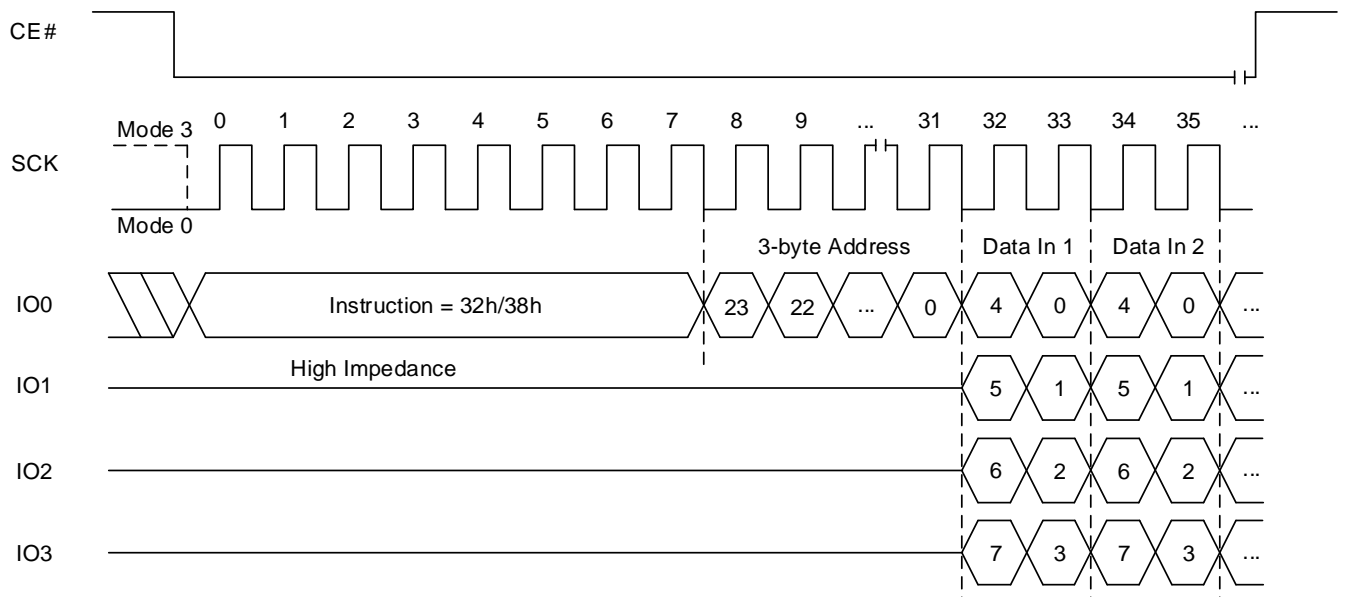 CE#
Mode 3 0 1 2 3 4 5 6 7 8 9 ... 31 32 33 34 35 ...
SCK
Mode 0
3-byte Address Data In 1 Data In 2
IO0 Instruction = 32h/38h 23 22 ... 0 4 0 4 0 ...
High Impedance
IO1 5 1 5 1 ...
IO2 6 2 6 2 ...
IO3 7 3 7 3 ...